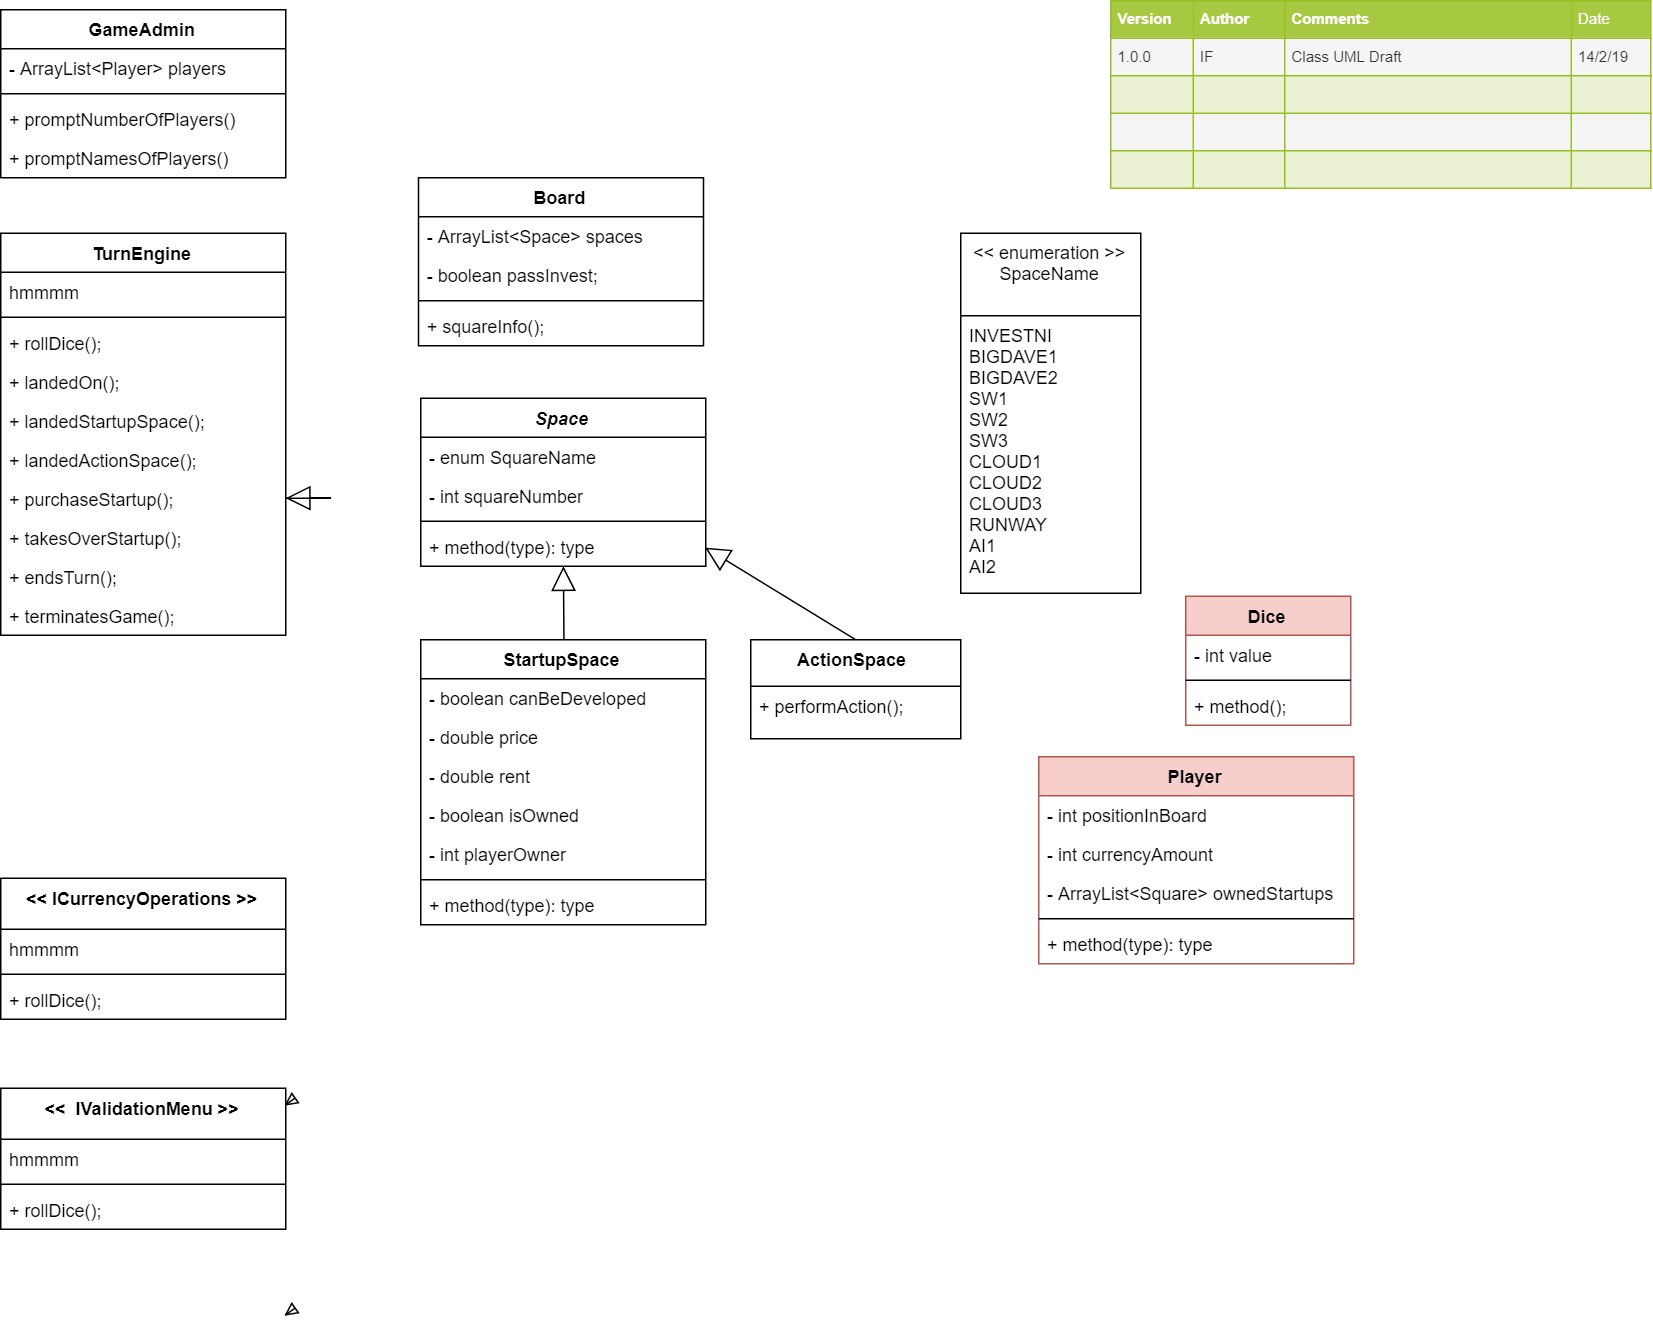 GameAdmin
- ArrayList<Player> players
+ promptNumberOfPlayers()
+ promptNamesOfPlayers()
Version Author Comments Date
1.0.0 IF Class UML Draft 14/2/19
TurnEngine
hmmmm
+ rollDice();
+ landedOn();
+ landedStartupSpace();
+ landedActionSpace();
+ purchaseStartup();
+ takesOverStartup();
+ endsTurn();
+ terminatesGame();
Board
- ArrayList<Space> spaces
- boolean passInvest;
+ squareInfo();
Space
- enum SquareName
- int squareNumber
+ method(type): type
<< enumeration >>
SpaceName
INVESTNI
BIGDAVE1
BIGDAVE2
SW1
SW2
SW3
CLOUD1
CLOUD2
CLOUD3
RUNWAY
AI1
AI2
StartupSpace
- boolean canBeDeveloped
- double price
- double rent
- boolean isOwned
- int playerOwner
+ method(type): type
ActionSpace
+ performAction();
Dice
- int value
+ method();
Player
- int positionInBoard
- int currencyAmount
- ArrayList<Square> ownedStartups
+ method(type): type
<< ICurrencyOperations >>
hmmmm
+ rollDice();
<<  IValidationMenu >>
hmmmm
+ rollDice();